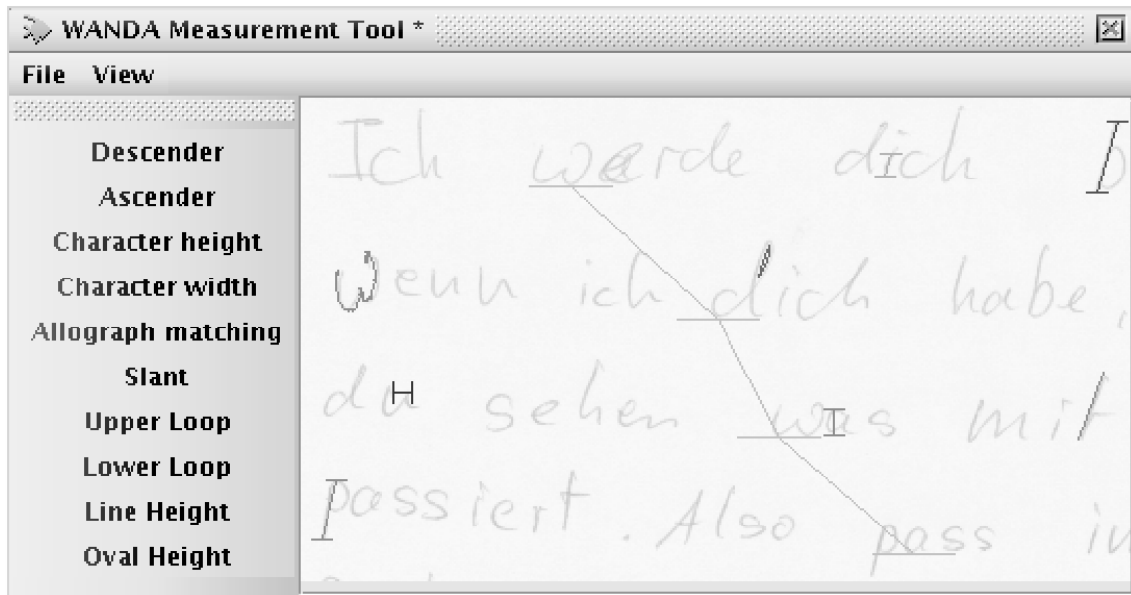 WANDA Measurement Tool *
File View
Descender
Ascender
Character height
Character width
Allograph matching
Slant
Upper Loop
Lower Loop
Line Height
Oval Height
Ich werde dich
Wenn ich dich habe,
du sehen was mit
passiert. Also pass